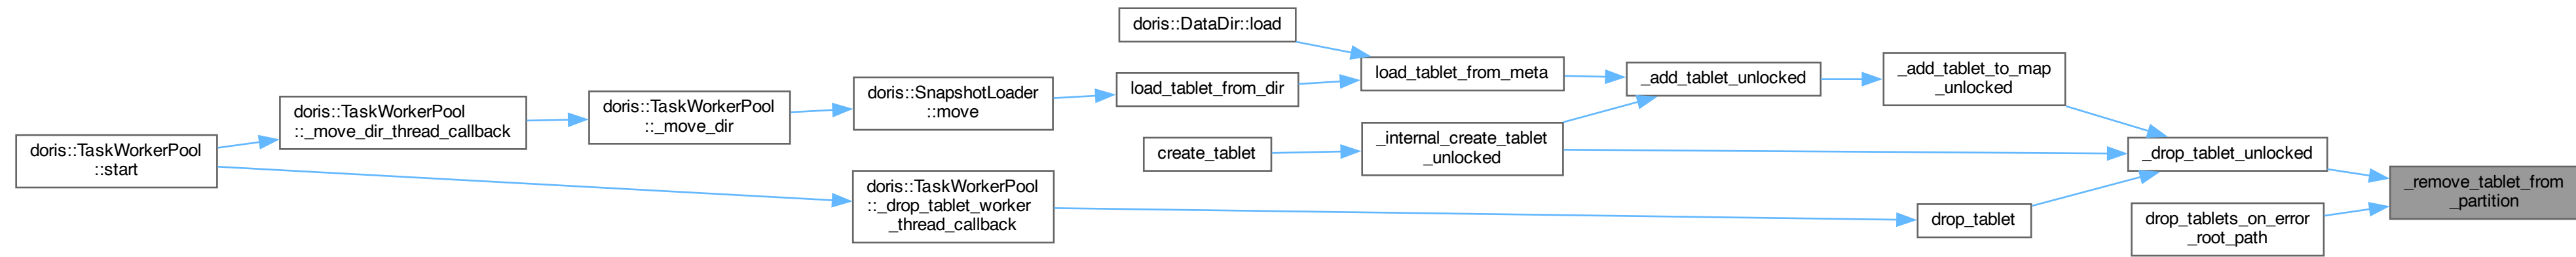 doris::TaskWorkerPool
::start
doris::TaskWorkerPool
::_move_dir_thread_callback
doris::TaskWorkerPool
::_move_dir
doris::SnapshotLoader
::move
doris::DataDir::load
load_tablet_from_dir
create_tablet
doris::TaskWorkerPool
::_drop_tablet_worker
_thread_callback
load_tablet_from_meta
_internal_create_tablet
_unlocked
_add_tablet_unlocked
_add_tablet_to_map
_unlocked
drop_tablet
_drop_tablet_unlocked
drop_tablets_on_error
_root_path
_remove_tablet_from
_partition